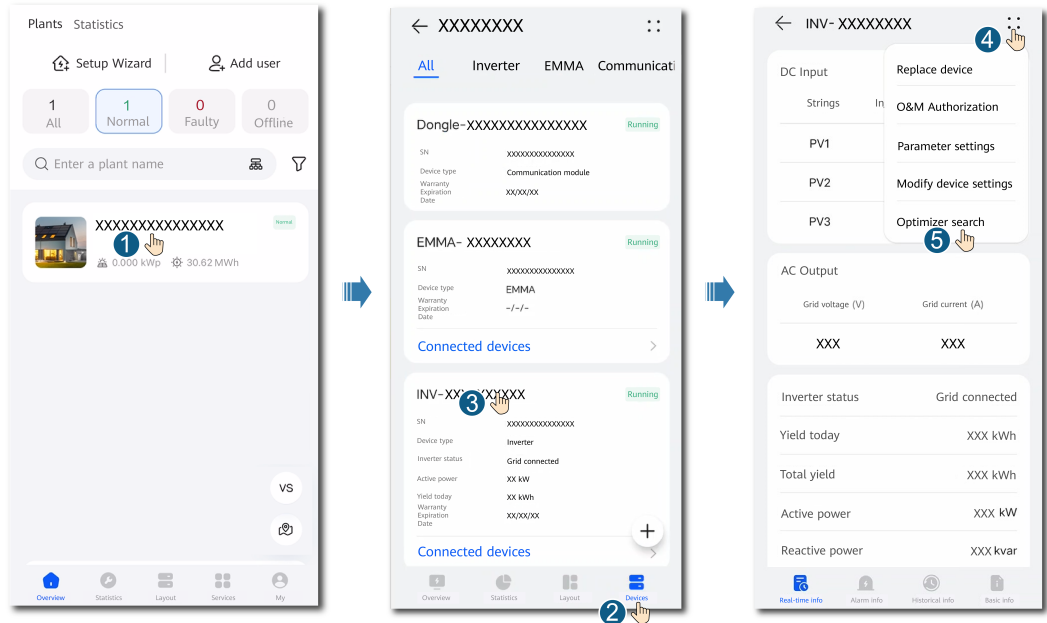 Plants Statistics
Setup Wizard Add user
1 1 0 0
All Normal Faulty Offline
Enter a plant name
XXXXXXXXXXXXXXX Normal
1
0.000 kWp 30.62 MWh
VS
Overview Statistics Layout Services My
XXXXXXXX
All Inverter EMMA Communicati
Dongle-XXXXXXXXXXXXXXX Running
SN XXXXXXXXXXXXXXX
Device type Communication module
Warranty
Expiration XX/XX/XX
Date
EMMA- XXXXXXXX Running
SN XXXXXXXXXXXXXXX
Device type EMMA
Warranty
Expiration -/-/-
Date
Connected devices
INV-XXXXXXXXXX Running
3
SN XXXXXXXXXXXXXXX
Device type Inverter
Inverter status Grid connected
Active power XX kW
Yield today XX kWh
Warranty
Expiration XX/XX/XX
Date
+
Connected devices
Overview Statistics Layout Devices
2
INV- XXXXXXXX
4
DC Input
Strings In
PV1
PV2
PV3
Replace device
O&M Authorization
Parameter settings
Modify device settings
Optimizer search
5
AC Output
Grid voltage (V) Grid current (A)
XXX XXX
Inverter status Grid connected
Yield today XXX kWh
Total yield XXX kWh
Active power XXX kW
Reactive power XXX kvar
Real-time info Alarm info Historical info Basic info